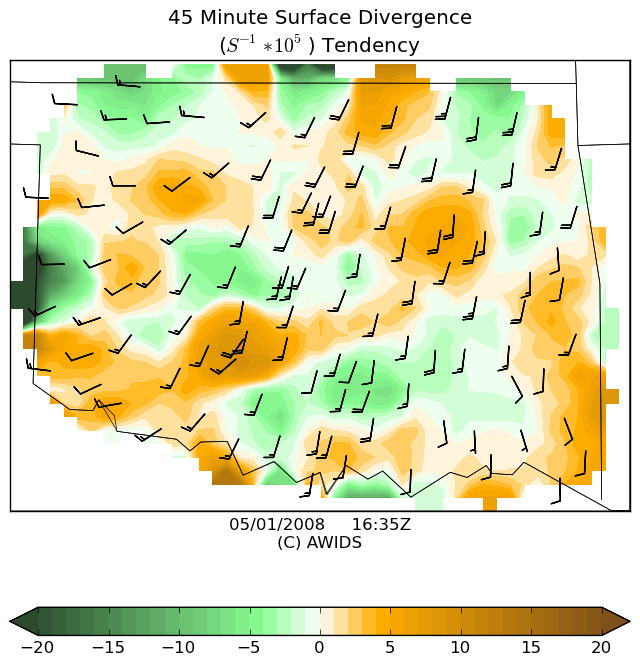 45 Minute Surface Divergence
($S^{-1} * 10^5$ ) Tendency
05/01/2008 16:35Z
(C) AWIDS
−20 −15 −10 −5 0 5 10 15 20